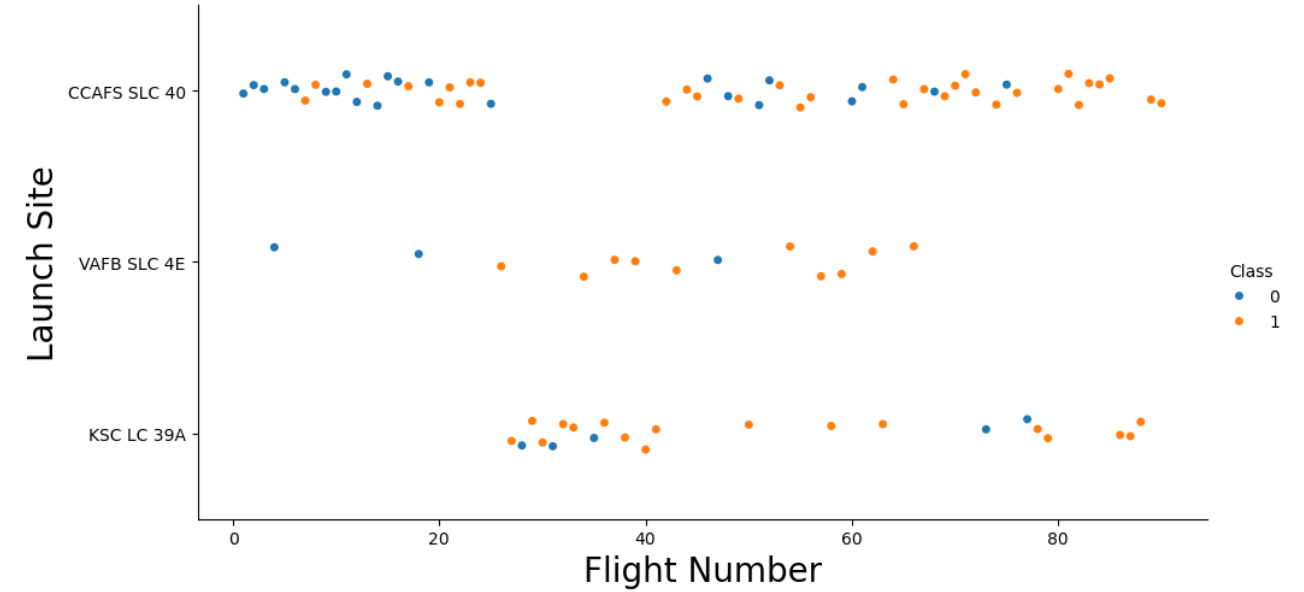 Launch Site
CCAFS SLC 40
VAFB SLC 4E
KSC LC 39A
0 20 40 60 80
Flight Number
Class
0
1